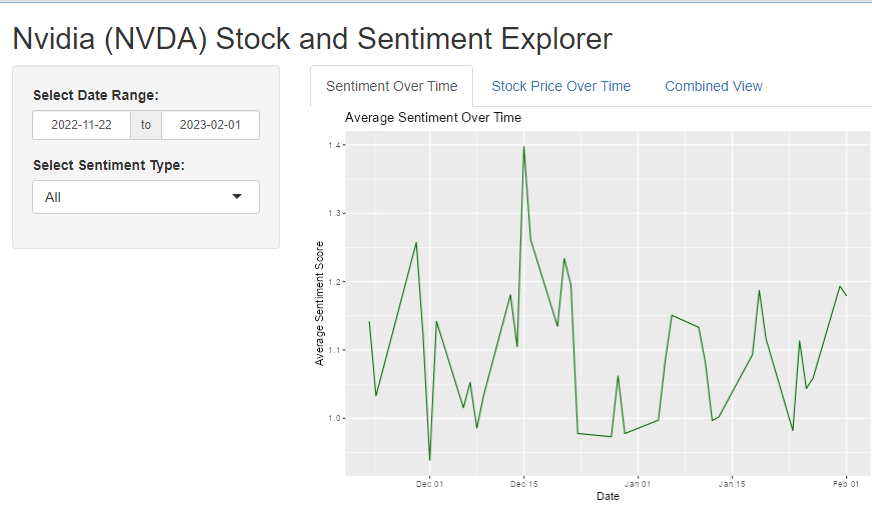 Nvidia (NVDA) Stock and Sentiment Explorer
Select Date Range:
2022-11-22 to 2023-02-01
Select Sentiment Type:
All
Sentiment Over Time Stock Price Over Time Combined View
Average Sentiment Over Time
Average Sentiment Score
1.4
1.3
1.2
1.1
1.0
Dec 01 Dec 15 Jan 01 Jan 15 Feb 01
Date